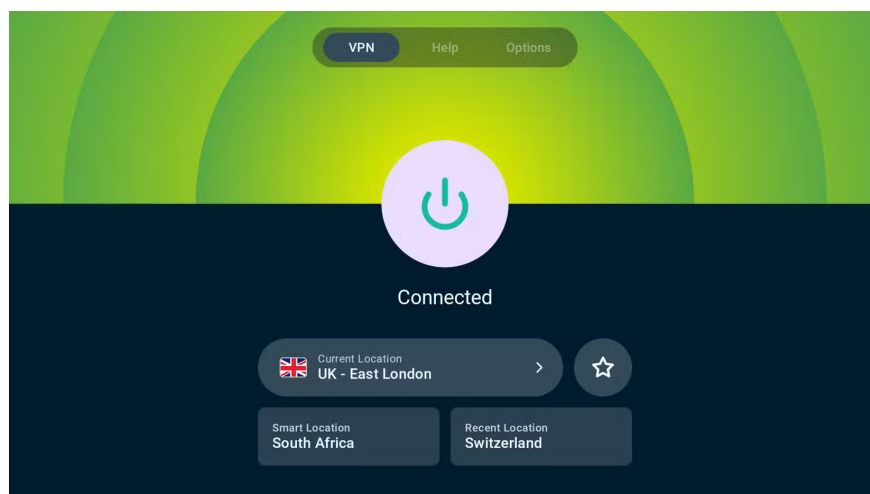 VPN
Help
Options
Connected
Current Location
UK - East London
Smart Location
South Africa
Recent Location
Switzerland